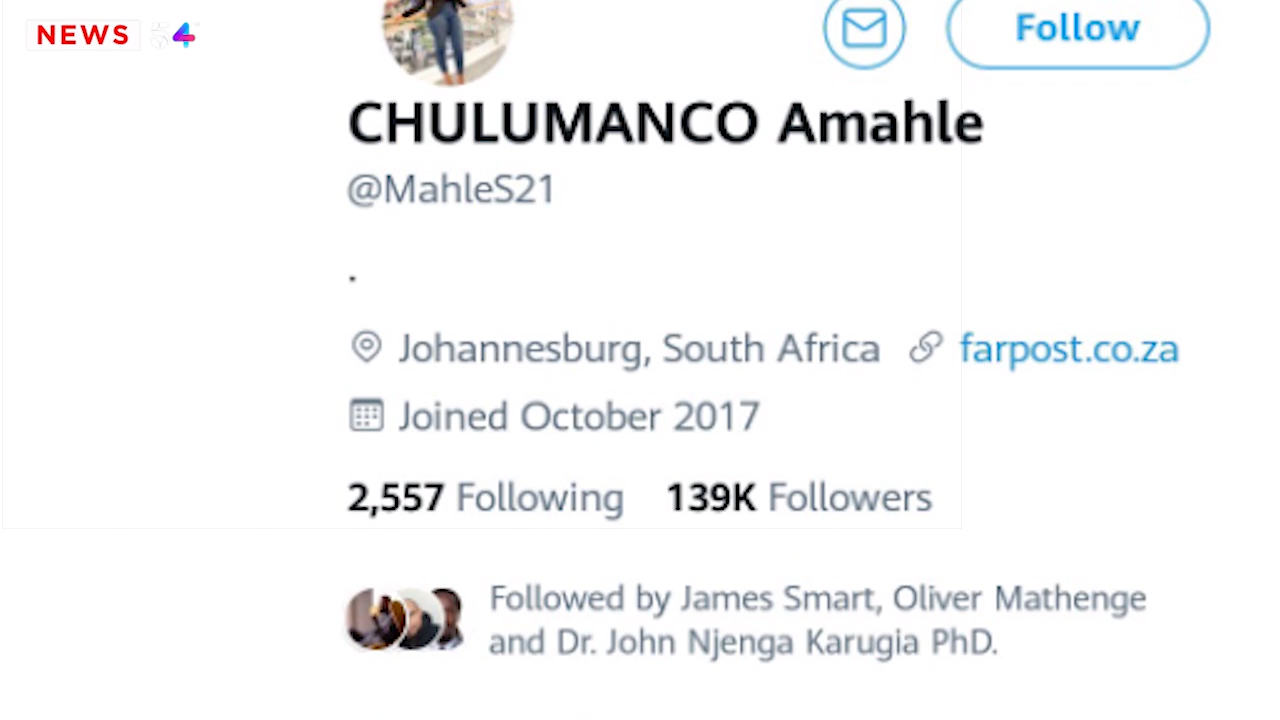 NEWS 54
Follow
CHULUMANCO Amahle
@MahleS21
.
Johannesburg, South Africa farpost.co.za
Joined October 2017
2,557 Following 139K Followers
Followed by James Smart, Oliver Mathenge
and Dr. John Njenga Karugia PhD.